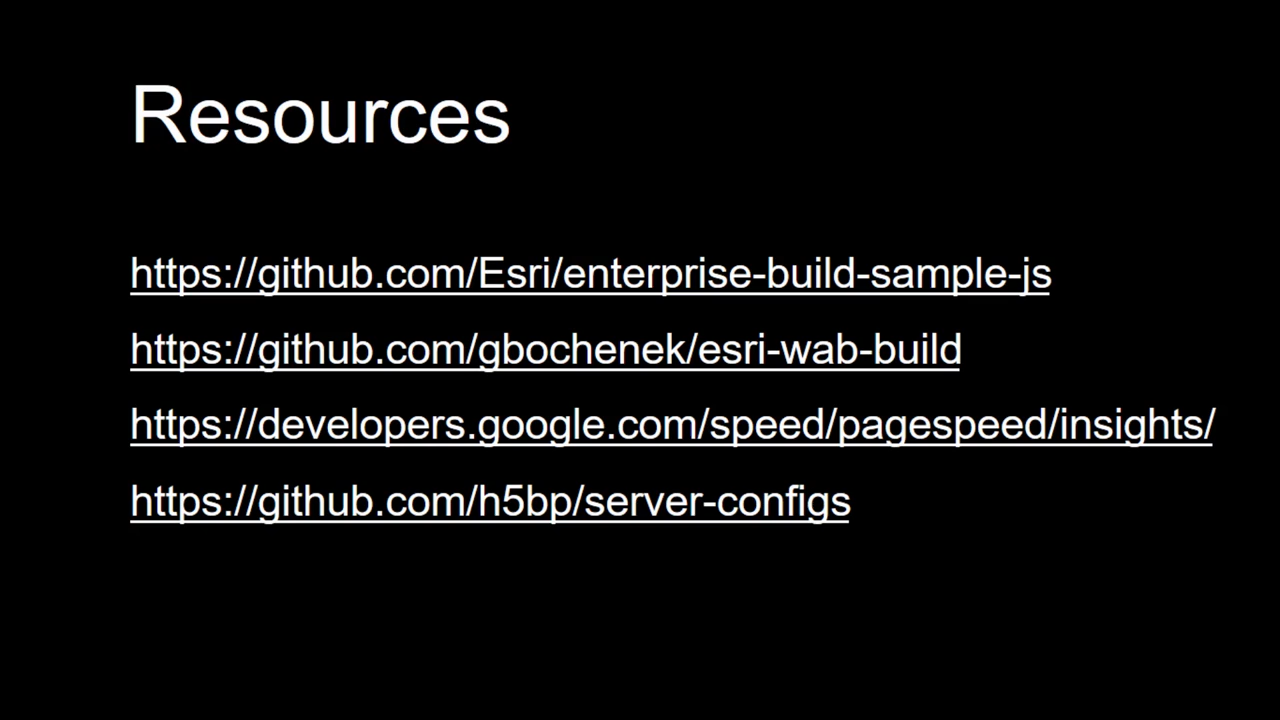 Resources
https://github.com/Esri/enterprise-build-sample-js
https://github.com/gbochenek/esri-wab-build
https://developers.google.com/speed/pagespeed/insights/
https://github.com/h5bp/server-configs